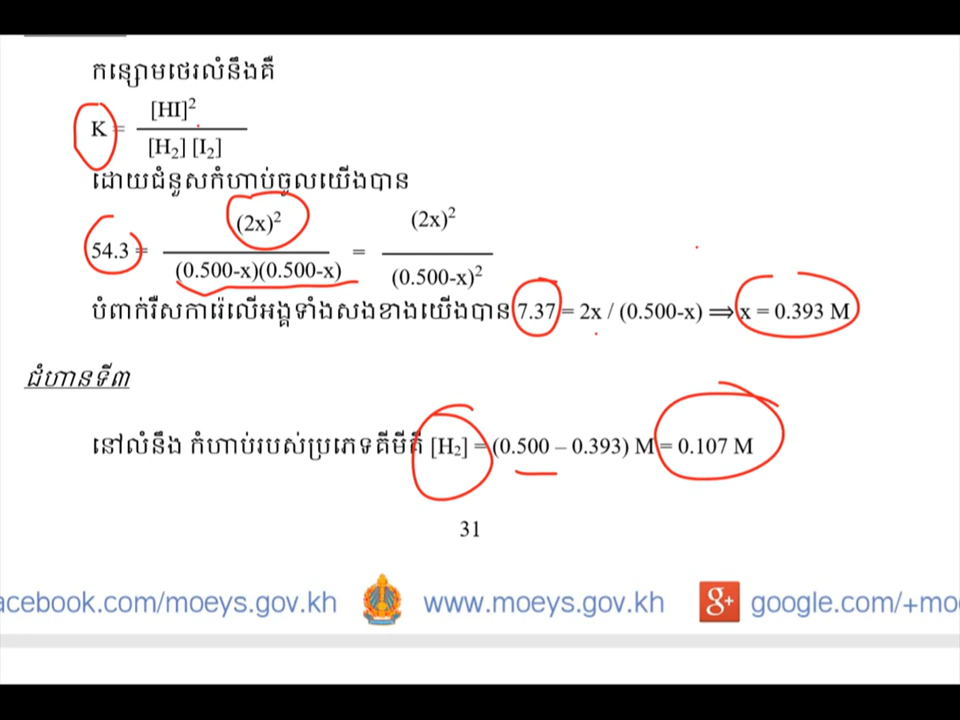 កន្សោមថេរលំនឹងគឺ
K = [HI]² / [H₂] [I₂]
ដោយជំនួសកំហាប់ចូលយើងបាន
54.3 = (2x)² / (0.500-x)(0.500-x) = (2x)² / (0.500-x)²
បំពាក់រឺសការ៉េលើអង្គទាំងសងខាងយើងបាន 7.37 = 2x / (0.500-x) ⟹ x = 0.393 M
ជំហានទី៣
នៅលំនឹង កំហាប់របស់ប្រភេទគីមីគឺ [H₂] = (0.500 – 0.393) M = 0.107 M
31
acebook.com/moeys.gov.kh www.moeys.gov.kh g+ google.com/+mo